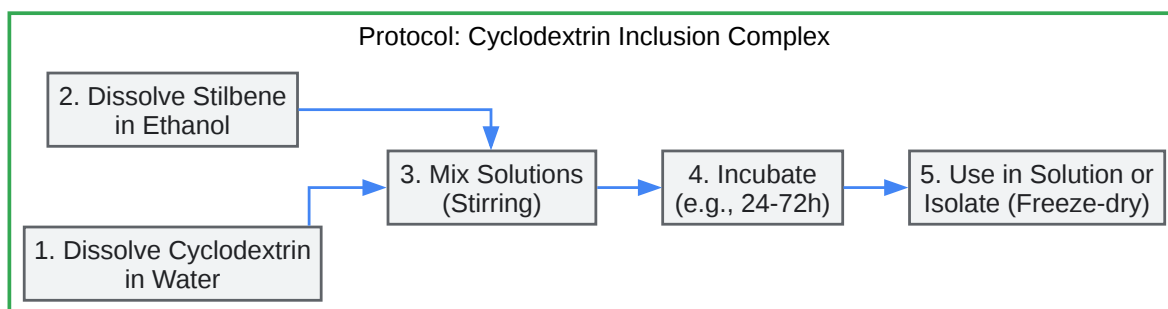 Protocol: Cyclodextrin Inclusion Complex
2. Dissolve Stilbene
in Ethanol
3. Mix Solutions
(Stirring)
4. Incubate
(e.g., 24-72h)
5. Use in Solution or
Isolate (Freeze-dry)
1. Dissolve Cyclodextrin
in Water